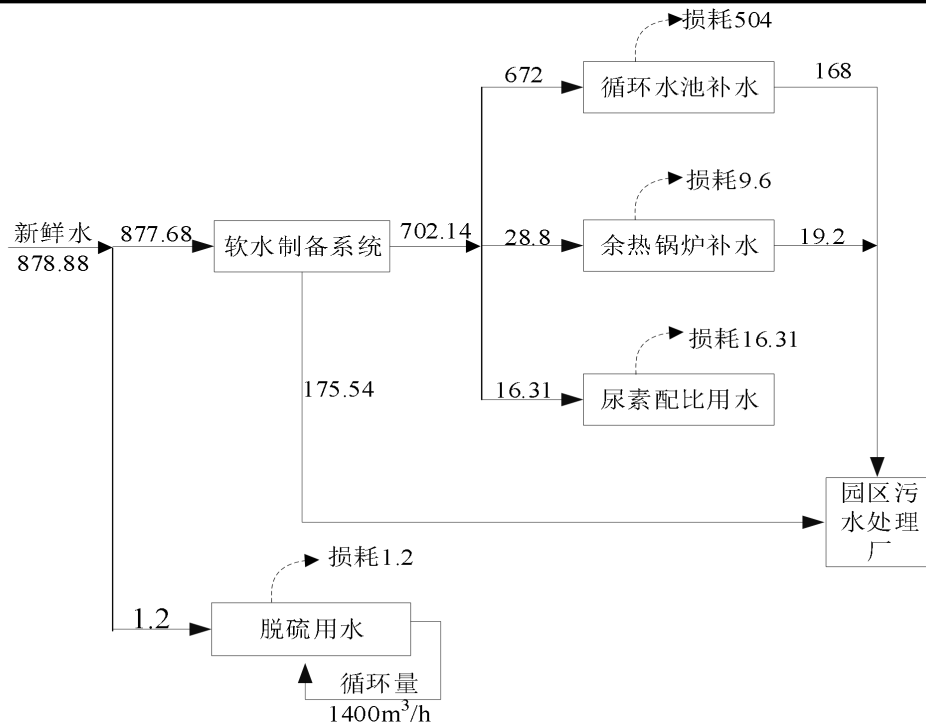 损耗504
672
循环水池补水
168
损耗9.6
新鲜水
878.88
877.68
软水制备系统
702.14
28.8
余热锅炉补水
19.2
损耗16.31
175.54
16.31
尿素配比用水
园区污
水处理
厂
损耗1.2
1.2
脱硫用水
循环量
1400m³/h